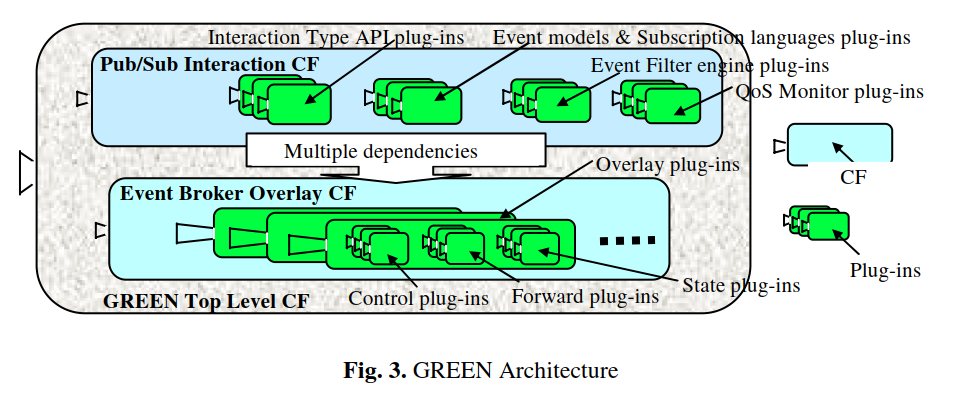 Interaction Type API plug-ins
Event models & Subscription languages plug-ins
Pub/Sub Interaction CF
Event Filter engine plug-ins
QoS Monitor plug-ins
Multiple dependencies
Overlay plug-ins
CF
Event Broker Overlay CF
Plug-ins
State plug-ins
Control plug-ins
Forward plug-ins
GREEN Top Level CF
Fig. 3. GREEN Architecture